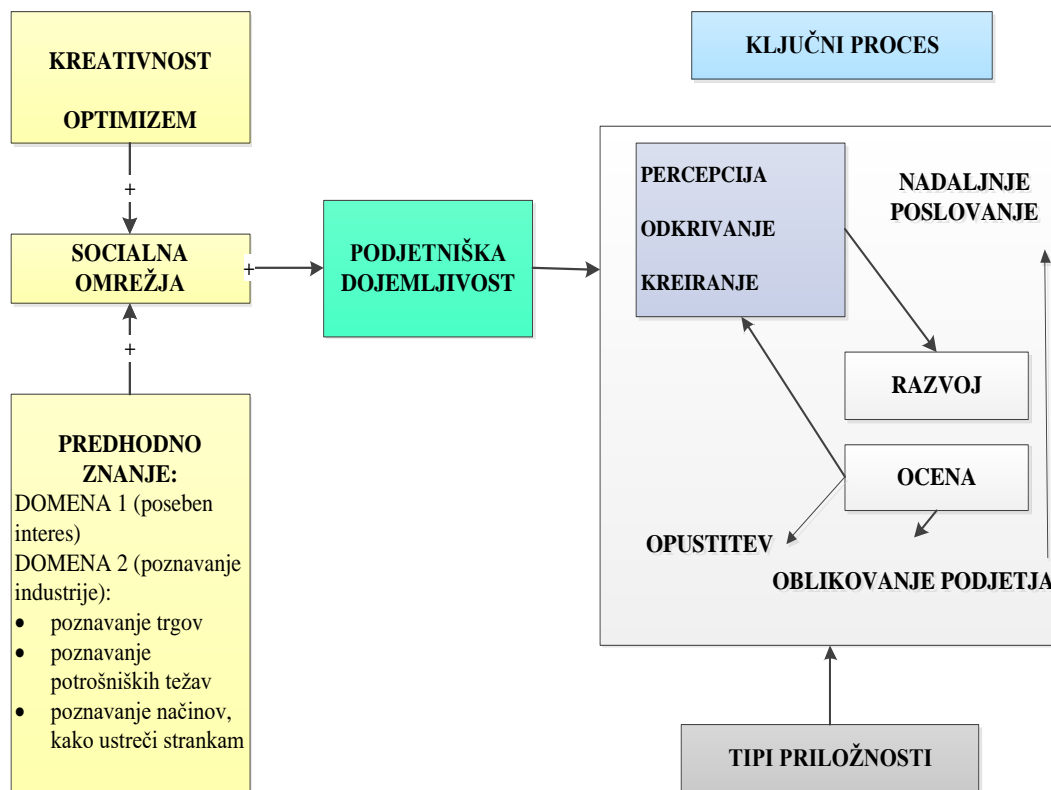 KREATIVNOST
OPTIMIZEM
+
SOCIALNA
OMREŽJA
+
+
PREDHODNO
ZNANJE:
DOMENA 1 (poseben
interes)
DOMENA 2 (poznavanje
industrije):
• poznavanje trgov
• poznavanje
potrošniških težav
• poznavanje načinov,
kako ustreči strankam
PODJETNIŠKA
DOJEMLJIVOST
KLJUČNI PROCES
PERCEPCIJA
ODKRIVANJE
KREIRANJE
NADALJNJE
POSLOVANJE
RAZVOJ
OCENA
OPUSTITEV
OBLIKOVANJE PODJETJA
TIPI PRILOŽNOSTI